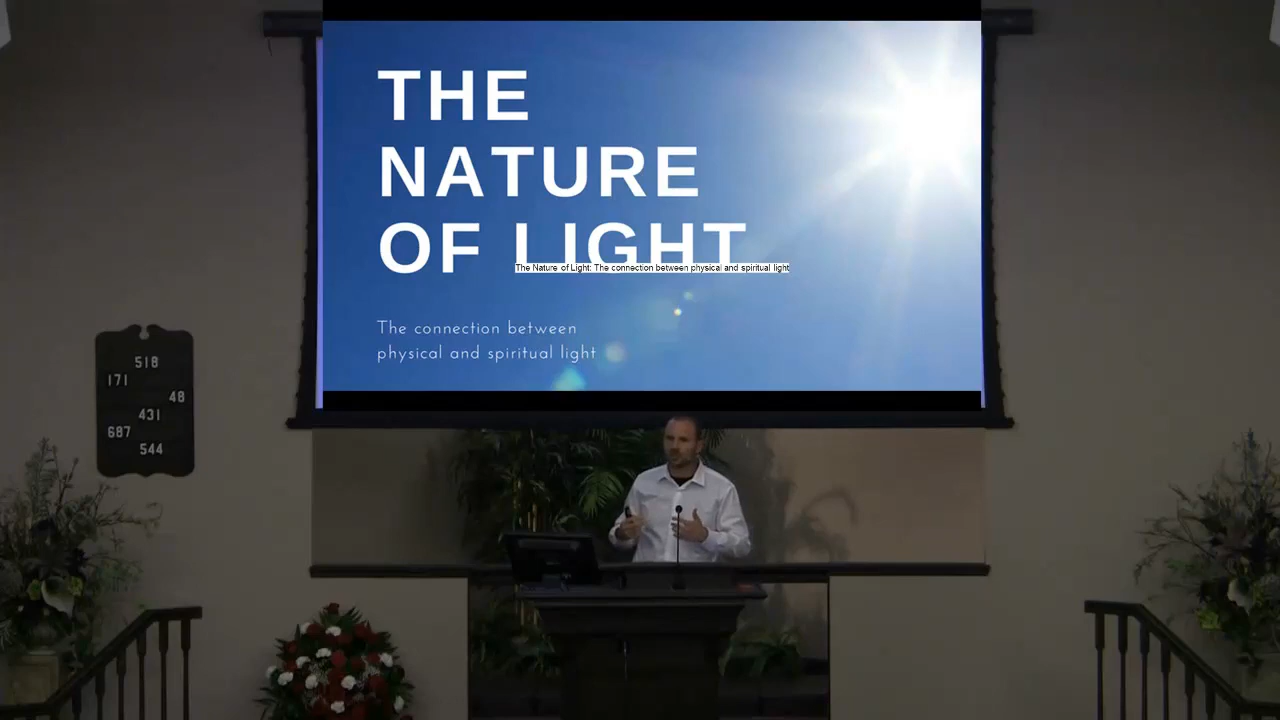 THE
NATURE
OF LIGHT
The Nature of Light: The connection between physical and spiritual light
The connection between
physical and spiritual light
518
171
48
431
687
544